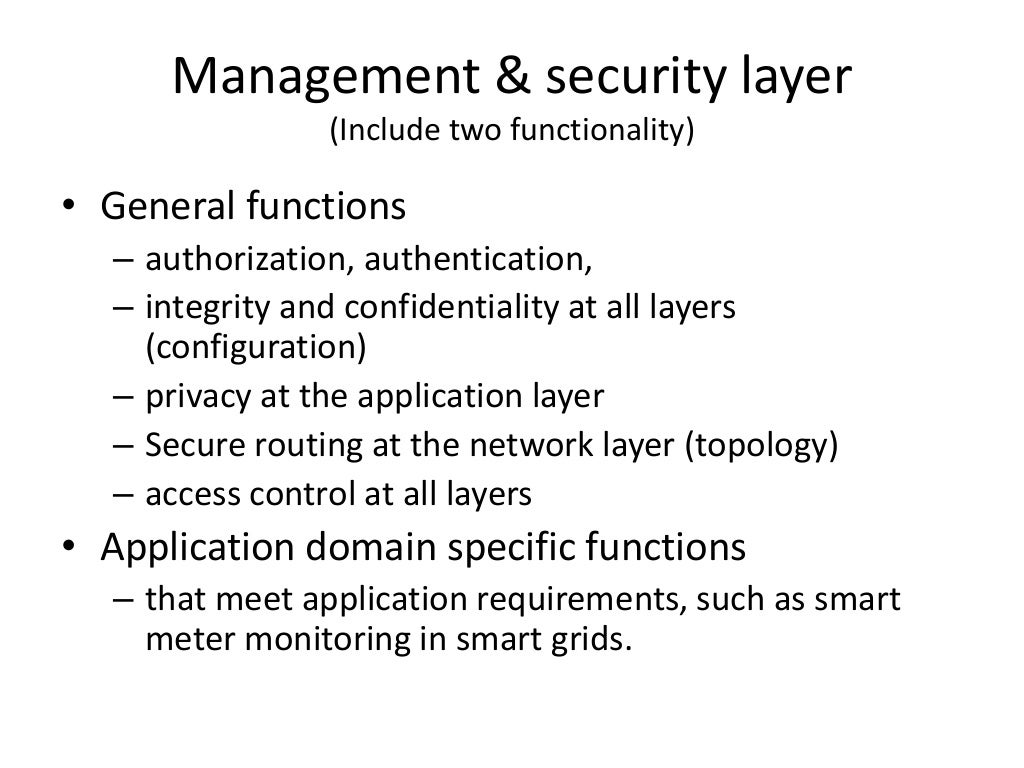 Management & security layer
(Include two functionality)
• General functions
– authorization, authentication,
– integrity and confidentiality at all layers
(configuration)
– privacy at the application layer
– Secure routing at the network layer (topology)
– access control at all layers
• Application domain specific functions
– that meet application requirements, such as smart
meter monitoring in smart grids.